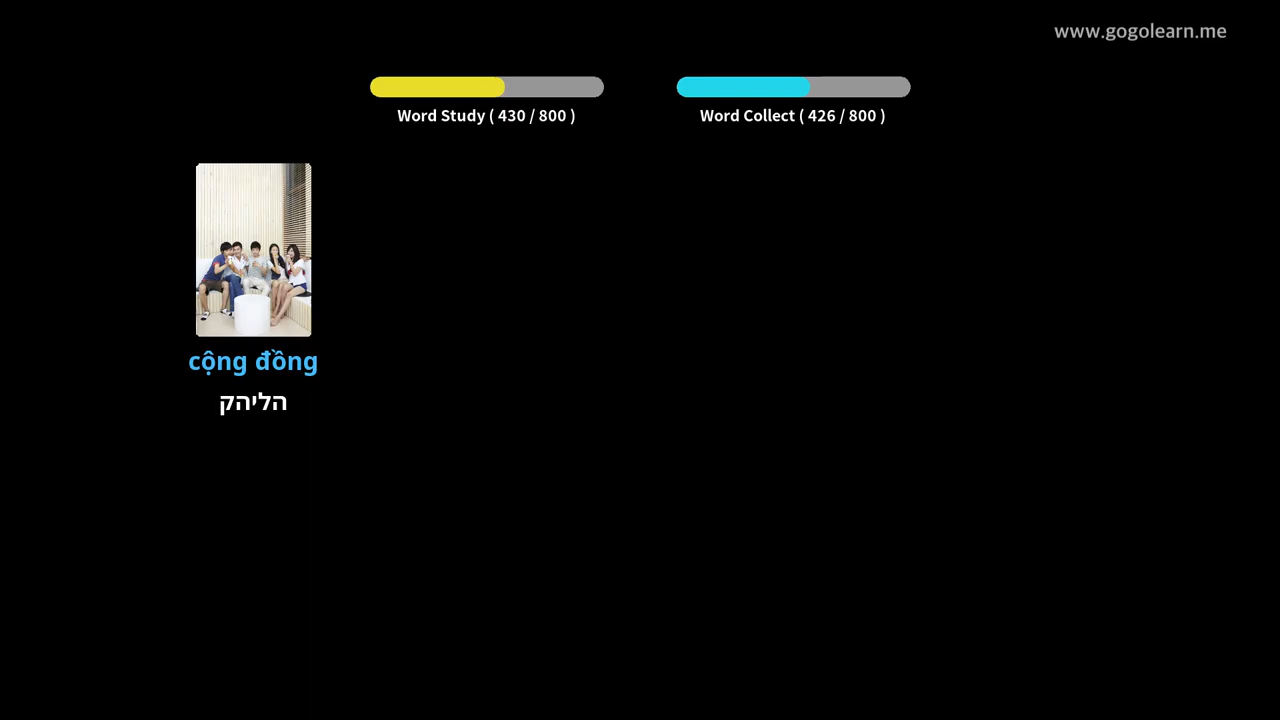 www.gogolearn.me
Word Study ( 430 / 800 )
Word Collect ( 426 / 800 )
cộng đồng
הליהק